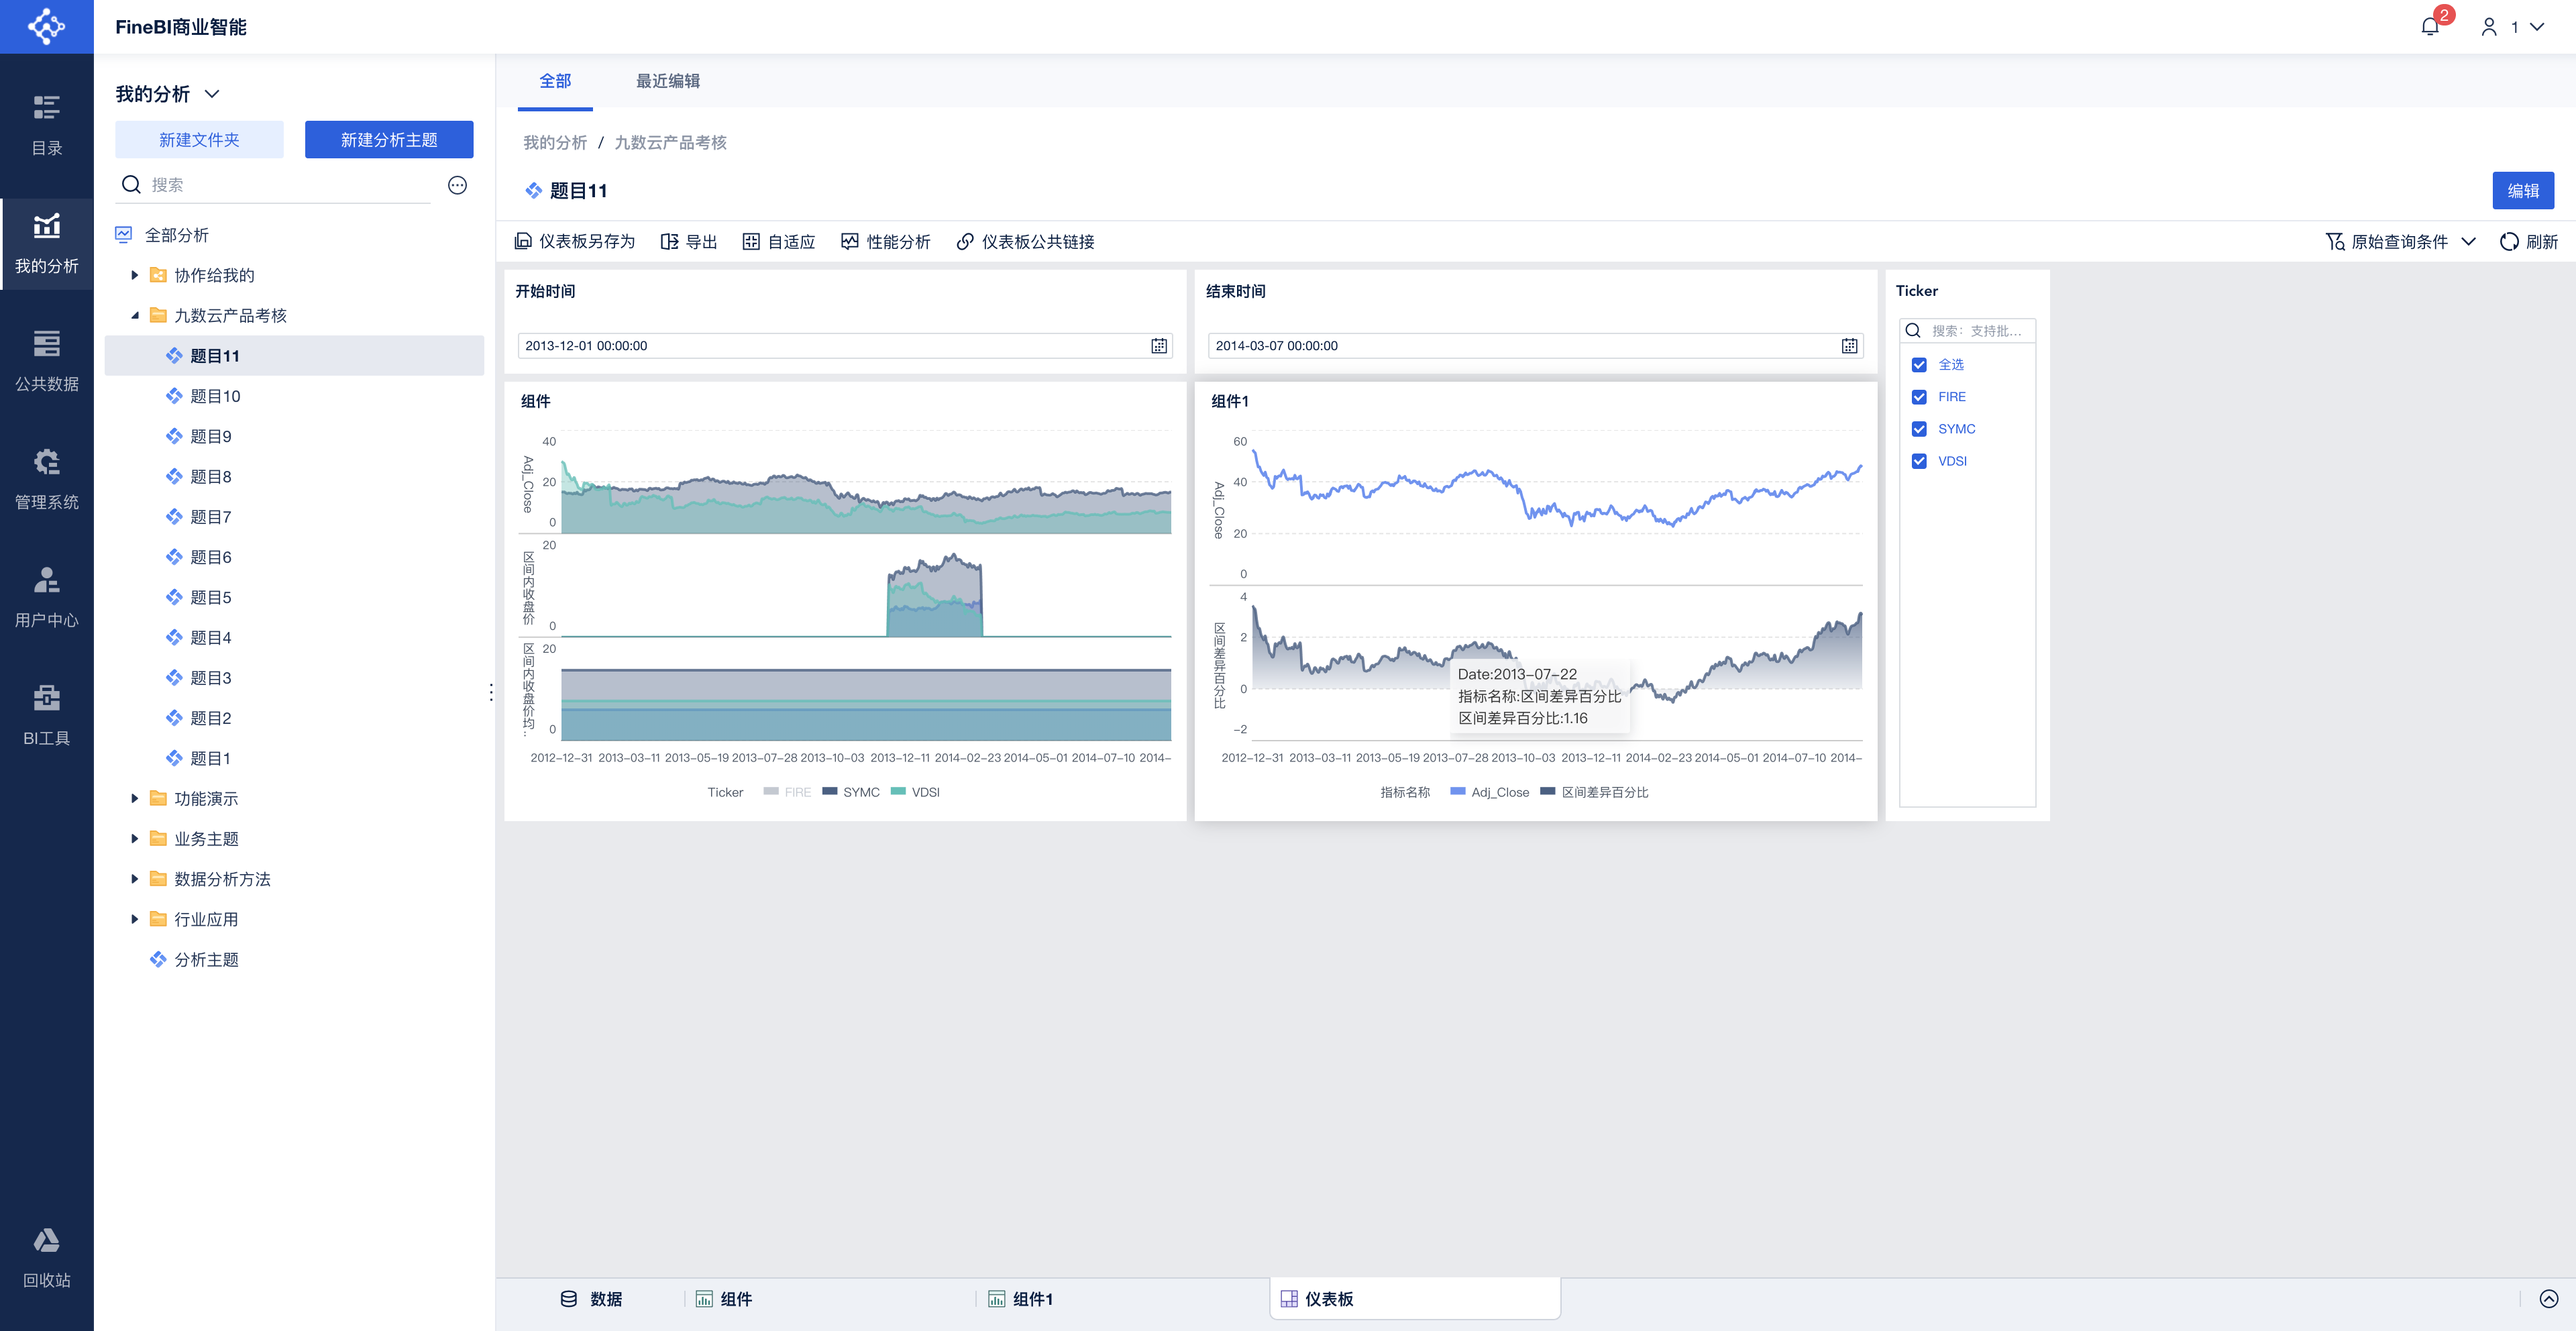 FineBI商业智能
2
1
目录
我的分析
公共数据
管理系统
用户中心
BI工具
回收站
我的分析
新建文件夹
新建分析主题
搜索
全部分析
协作给我的
九数云产品考核
题目11
题目10
题目9
题目8
题目7
题目6
题目5
题目4
题目3
题目2
题目1
功能演示
业务主题
数据分析方法
行业应用
分析主题
全部 最近编辑
我的分析 / 九数云产品考核
题目11
编辑
仪表板另存为 导出 自适应 性能分析 仪表板公共链接
原始查询条件 刷新
开始时间
2013-12-01 00:00:00
结束时间
2014-03-07 00:00:00
Ticker
搜索：支持批...
全选
FIRE
SYMC
VDSI
组件
Adj_Close
40
20
0
区间内收盘价
20
0
区间内收盘价均..
20
0
2012-12-31 2013-03-11 2013-05-19 2013-07-28 2013-10-03 2013-12-11 2014-02-23 2014-05-01 2014-07-10 2014-
Ticker FIRE SYMC VDSI
组件1
Adj_Close
60
40
20
0
区间差异百分比
4
2
0
-2
Date:2013-07-22
指标名称:区间差异百分比
区间差异百分比:1.16
2012-12-31 2013-03-11 2013-05-19 2013-07-28 2013-10-03 2013-12-11 2014-02-23 2014-05-01 2014-07-10 2014-
指标名称 Adj_Close 区间差异百分比
数据 组件 组件1 仪表板